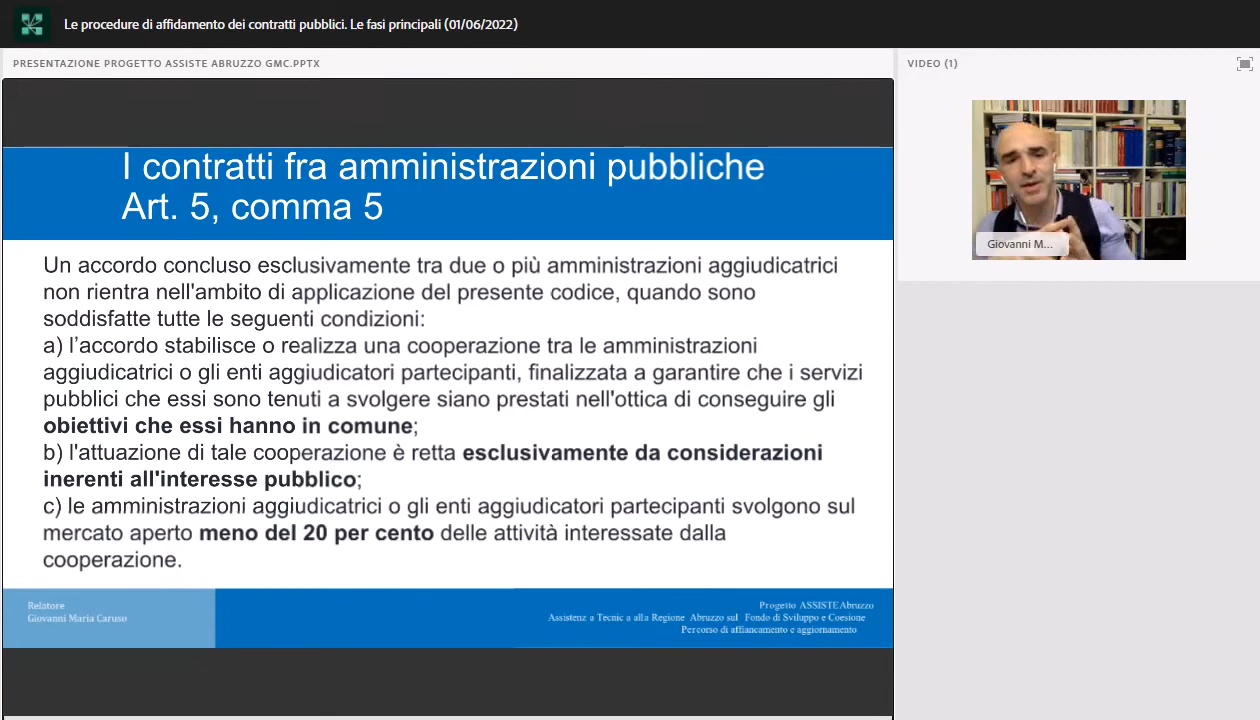 Le procedure di affidamento dei contratti pubblici. Le fasi principali (01/06/2022)
PRESENTAZIONE PROGETTO ASSISTE ABRUZZO GMC.PPTX
VIDEO (1)
I contratti fra amministrazioni pubbliche
Art. 5, comma 5
Un accordo concluso esclusivamente tra due o più amministrazioni aggiudicatrici
non rientra nell'ambito di applicazione del presente codice, quando sono
soddisfatte tutte le seguenti condizioni:
a) l’accordo stabilisce o realizza una cooperazione tra le amministrazioni
aggiudicatrici o gli enti aggiudicatori partecipanti, finalizzata a garantire che i servizi
pubblici che essi sono tenuti a svolgere siano prestati nell'ottica di conseguire gli
obiettivi che essi hanno in comune;
b) l'attuazione di tale cooperazione è retta esclusivamente da considerazioni
inerenti all'interesse pubblico;
c) le amministrazioni aggiudicatrici o gli enti aggiudicatori partecipanti svolgono sul
mercato aperto meno del 20 per cento delle attività interessate dalla
cooperazione.
Giovanni M...
Relatore
Giovanni Maria Caruso
Progetto ASSISTE Abruzzo
Assistenz a Tecnic a alla Regione Abruzzo sul Fondo di Sviluppo e Coesione
Percorso di affiancamento e aggiornamento